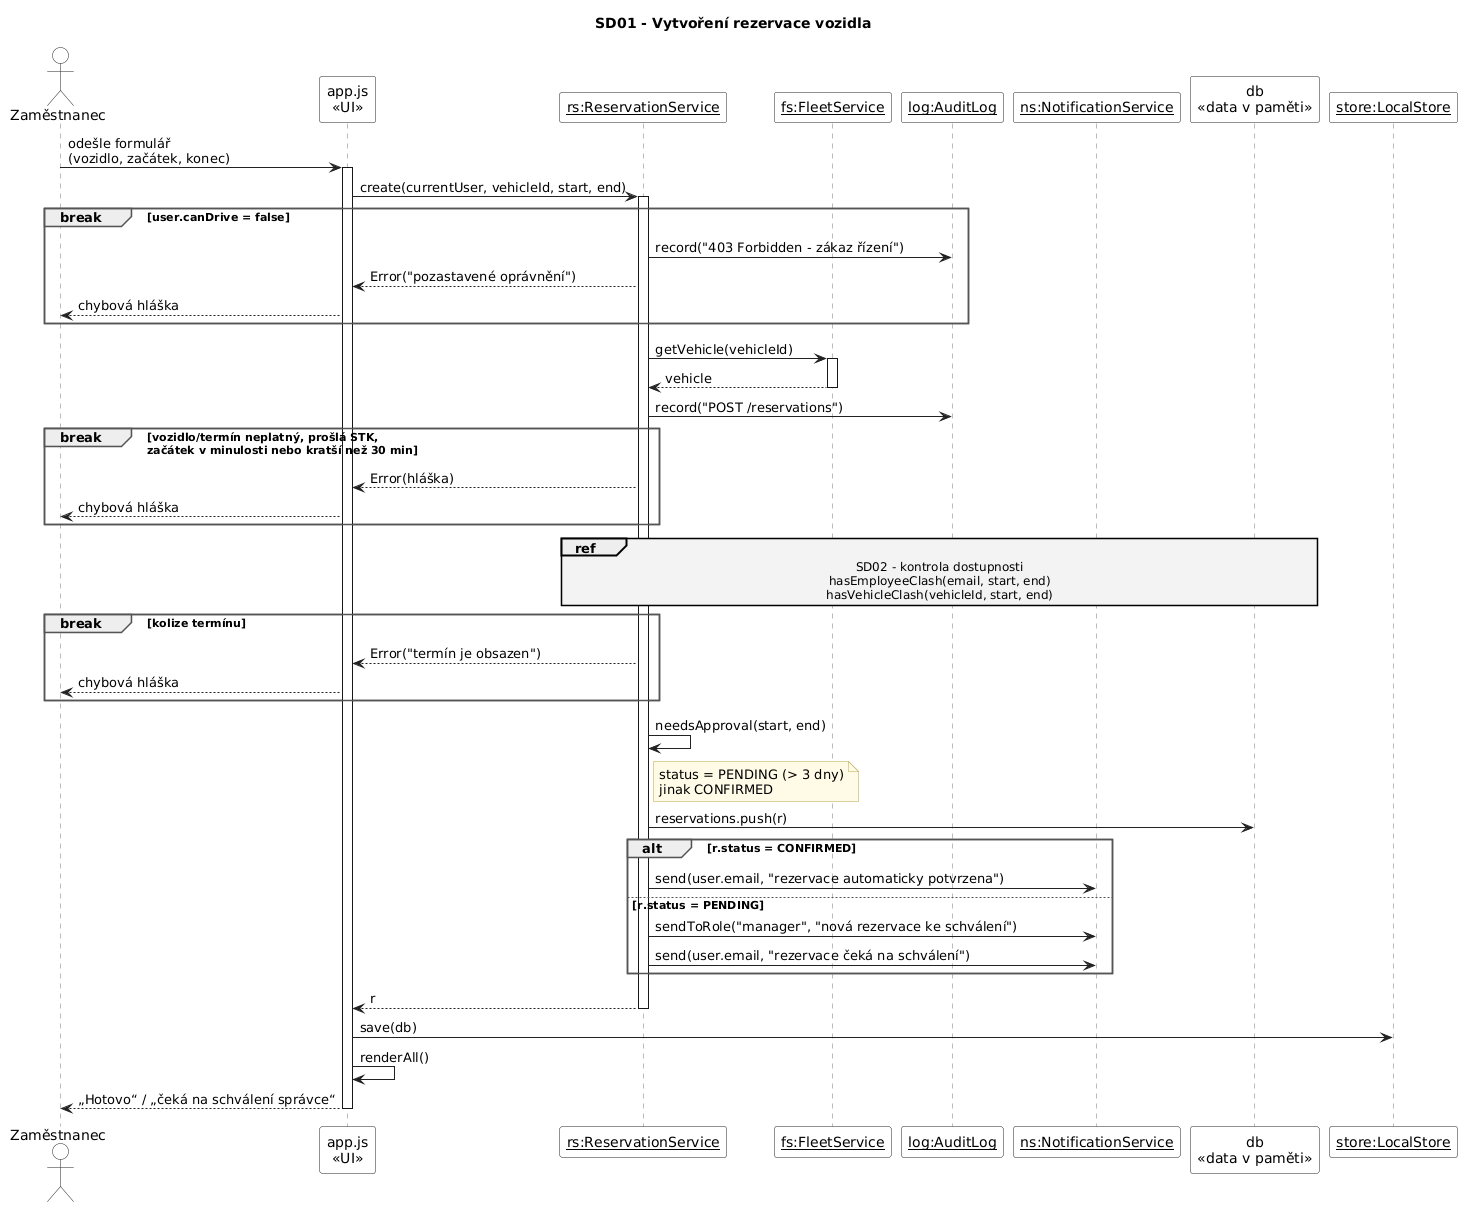 SD01 - Vytvoření rezervace vozidla
Zaměstnanec
app.js
«UI»
rs:ReservationService
fs:FleetService
log:AuditLog
ns:NotificationService
db
«data v paměti»
store:LocalStore
odešle formulář
(vozidlo, začátek, konec)
create(currentUser, vehicleId, start, end)
break
[user.canDrive = false]
record("403 Forbidden - zákaz řízení")
Error("pozastavené oprávnění")
chybová hláška
getVehicle(vehicleId)
vehicle
record("POST /reservations")
break
[vozidlo/termín neplatný, prošlá STK,
začátek v minulosti nebo kratší než 30 min]
Error(hláška)
chybová hláška
ref
SD02 - kontrola dostupnosti
hasEmployeeClash(email, start, end)
hasVehicleClash(vehicleId, start, end)
break
[kolize termínu]
Error("termín je obsazen")
chybová hláška
needsApproval(start, end)
status = PENDING (> 3 dny)
jinak CONFIRMED
reservations.push(r)
alt
[r.status = CONFIRMED]
send(user.email, "rezervace automaticky potvrzena")
[r.status = PENDING]
sendToRole("manager", "nová rezervace ke schválení")
send(user.email, "rezervace čeká na schválení")
r
save(db)
renderAll()
„Hotovo“ / „čeká na schválení správce“
Zaměstnanec
app.js
«UI»
rs:ReservationService
fs:FleetService
log:AuditLog
ns:NotificationService
db
«data v paměti»
store:LocalStore